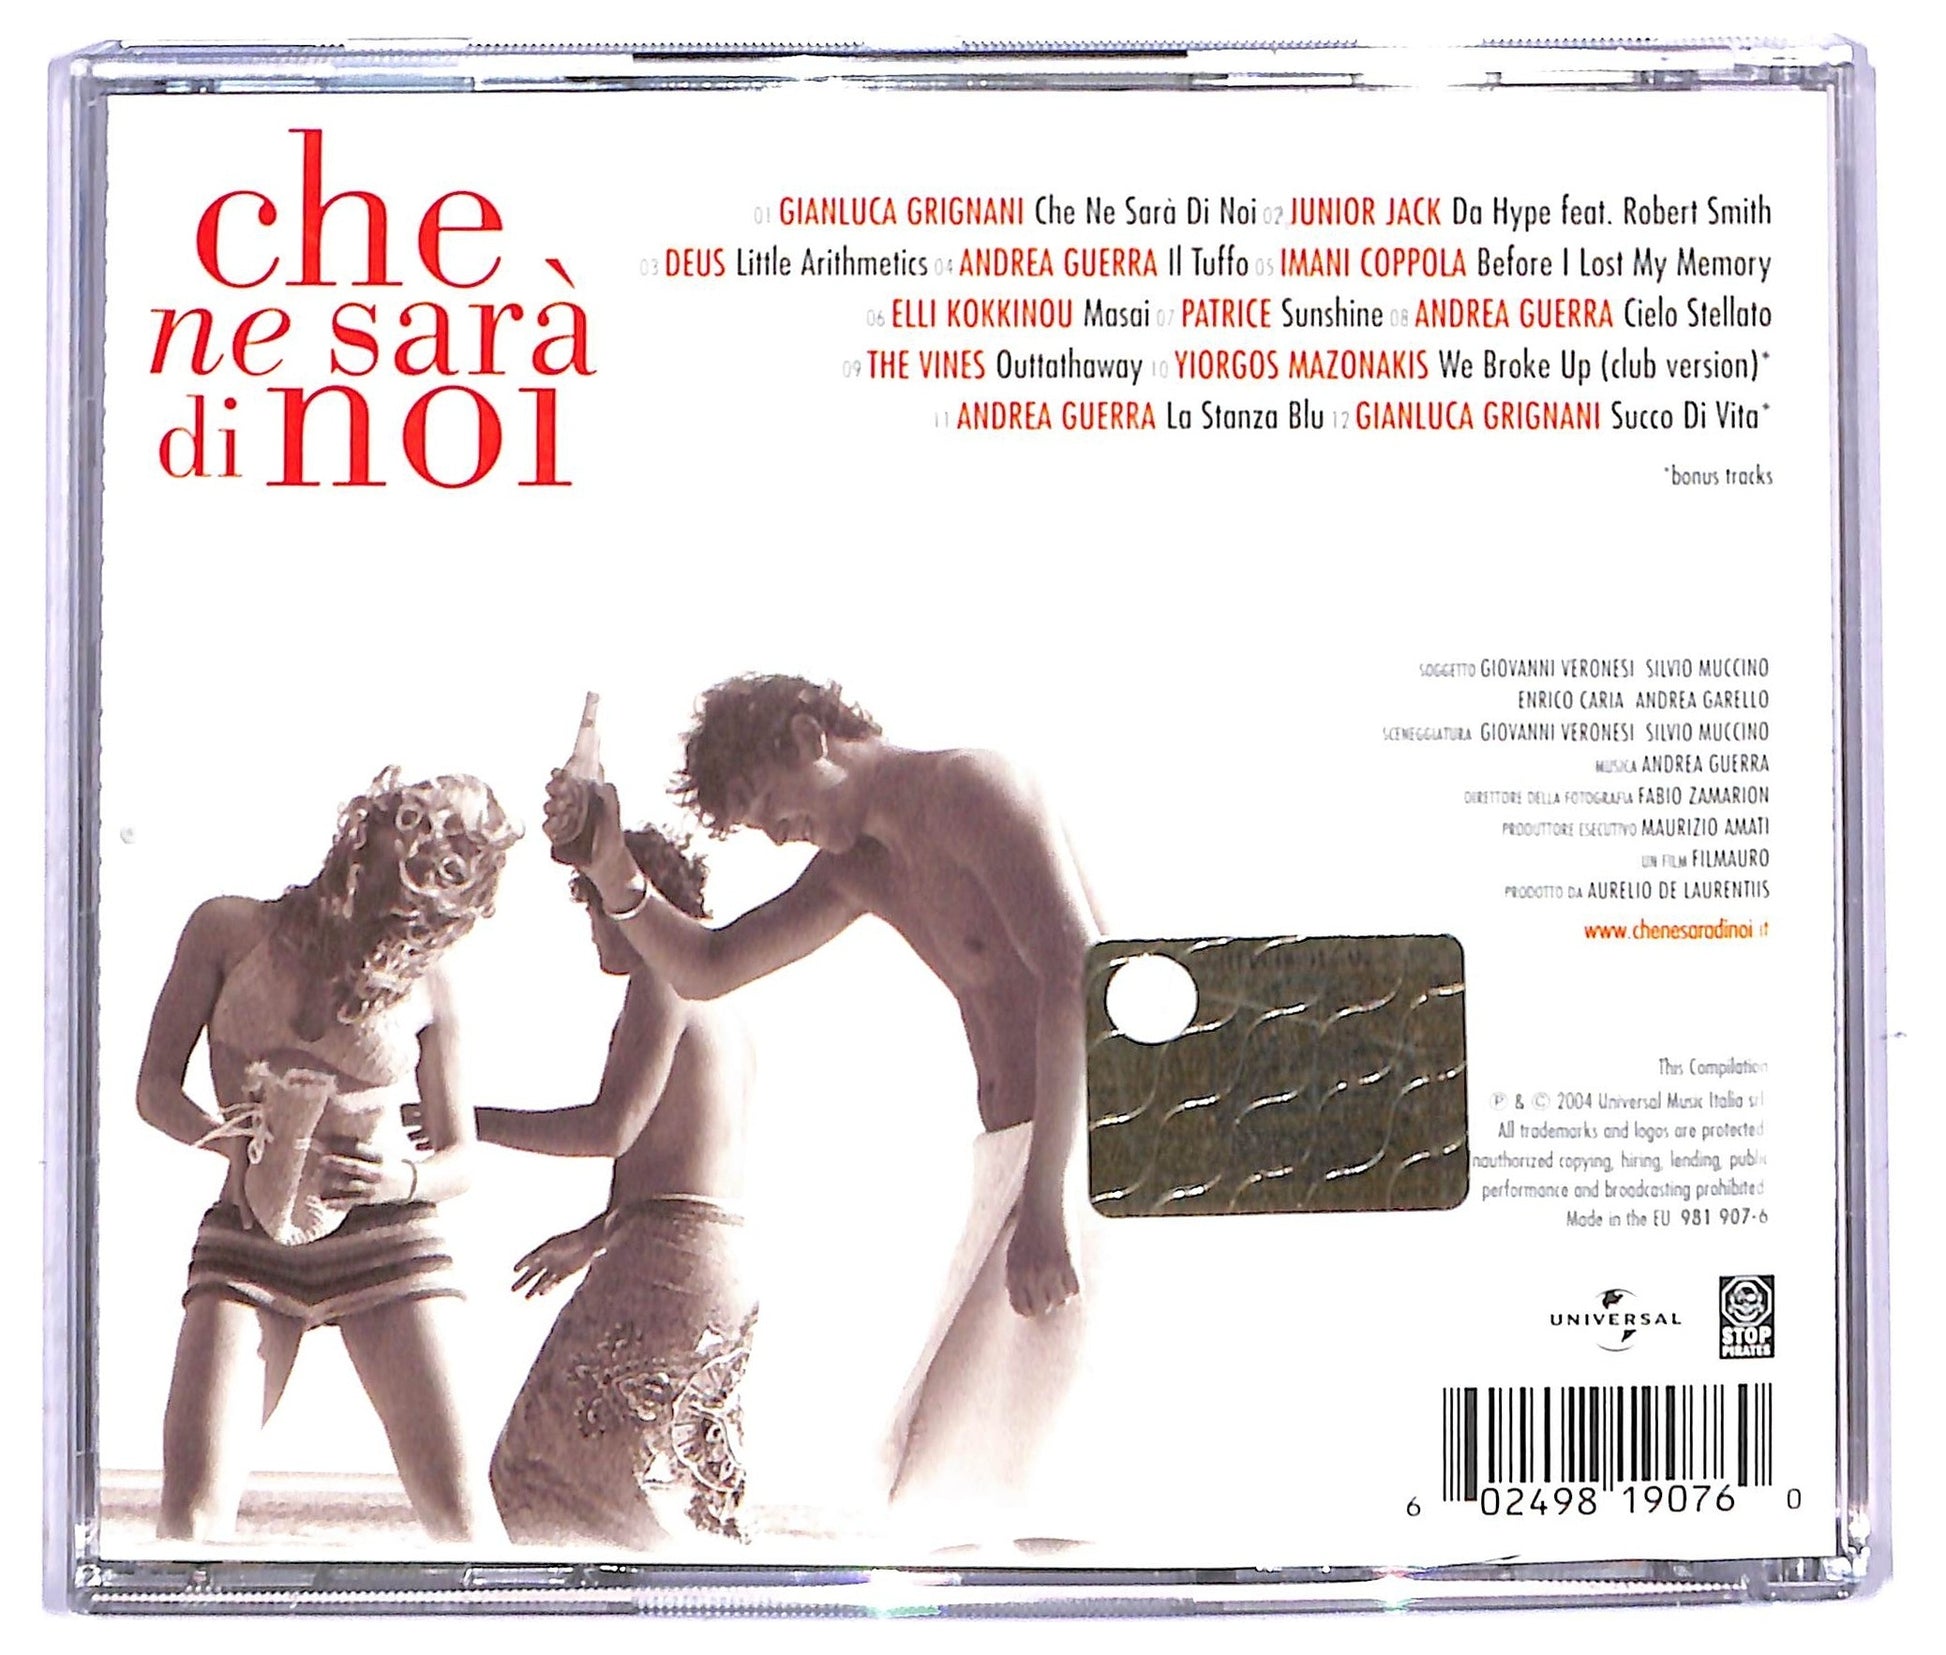 che
ne sarà
di noi
01 GIANLUCA GRIGNANI Che Ne Sarà Di Noi 02 JUNIOR JACK Da Hype feat. Robert Smith
03 DEUS Little Arithmetics 04 ANDREA GUERRA Il Tuffo 05 IMANI COPPOLA Before I Lost My Memory
06 ELLI KOKKINOU Masai 07 PATRICE Sunshine 08 ANDREA GUERRA Cielo Stellato
09 THE VINES Outtathaway 10 YIORGOS MAZONAKIS We Broke Up (club version)*
11 ANDREA GUERRA La Stanza Blu 12 GIANLUCA GRIGNANI Succo Di Vita*
*bonus tracks
SOGGETTO GIOVANNI VERONESI SILVIO MUCCINO
ENRICO CARIA ANDREA GARELLO
SCENEGGIATURA GIOVANNI VERONESI SILVIO MUCCINO
MUSICA ANDREA GUERRA
DIRETTORE DELLA FOTOGRAFIA FABIO ZAMARION
PRODUTTORE ESECUTIVO MAURIZIO AMATI
UN FILM FILMAURO
PRODOTTO DA AURELIO DE LAURENTIIS
www.chenesaradinoi.it
This Compilation
℗ & © 2004 Universal Music Italia srl
All trademarks and logos are protected
nauthorized copying, hiring, lending, public
performance and broadcasting prohibited
Made in the EU 981 907-6
UNIVERSAL
STOP
PIRATES
6 02498 19076 0